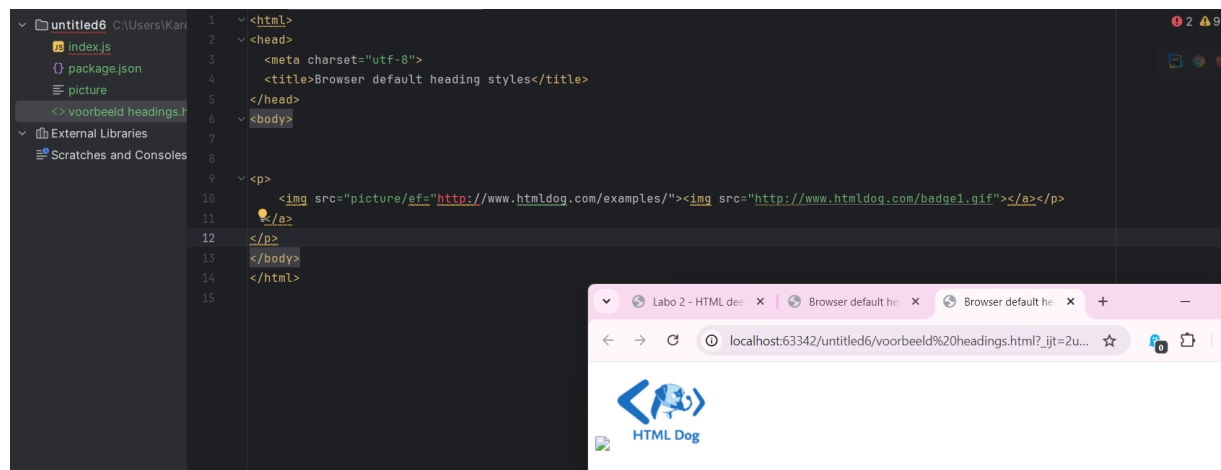 untitled6 C:\Users\Kare
index.js
package.json
picture
voorbeeld headings.h
External Libraries
Scratches and Consoles
1 <html>
2 <head>
3 <meta charset="utf-8">
4 <title>Browser default heading styles</title>
5 </head>
6 <body>
7
8
9 <p>
10 <img src="picture/ef="http://www.htmldog.com/examples/"><img src="http://www.htmldog.com/badge1.gif"></a></p>
11 </a>
12 </p>
13 </body>
14 </html>
15
2 9
Labo 2 - HTML dee
Browser default he
Browser default he
localhost:63342/untitled6/voorbeeld%20headings.html?_ijt=2u...
0
HTML Dog